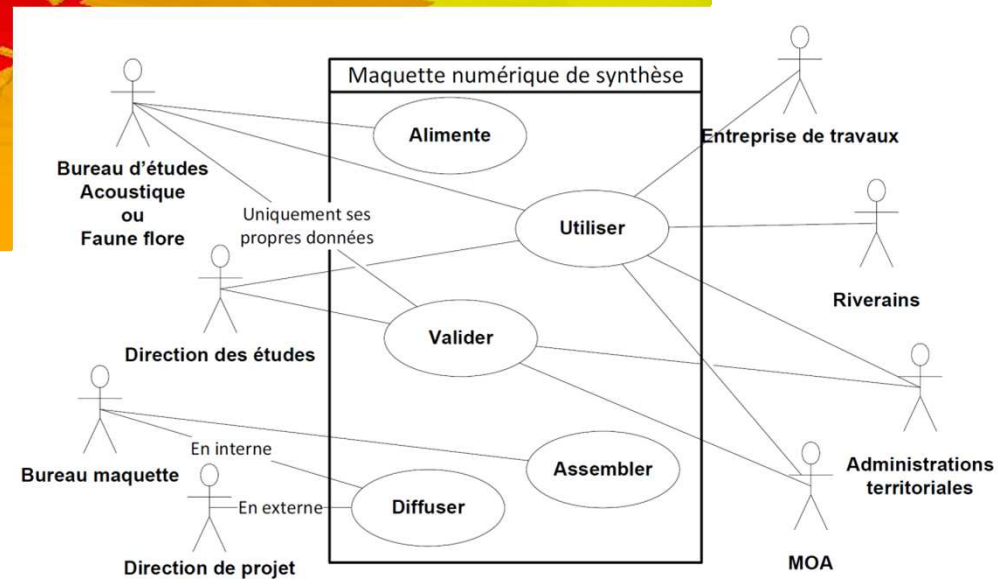 Maquette numérique de synthèse
Alimente
Entreprise de travaux
Bureau d'études
Acoustique
ou
Faune flore
Uniquement ses
propres données
Utiliser
Riverains
Direction des études
Valider
Bureau maquette
En interne
Assembler
Administrations
territoriales
En externe
Diffuser
Direction de projet
MOA